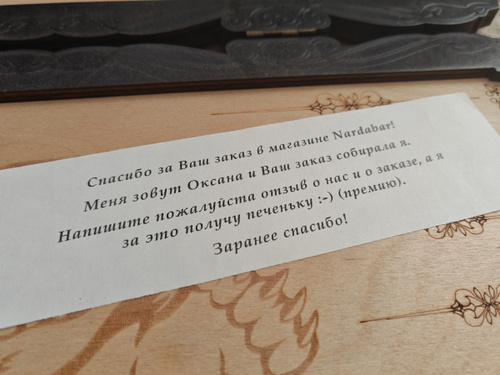 Спасибо за Ваш заказ в магазине Nardabar!
Меня зовут Оксана и Ваш заказ собирала я.
Напишите пожалуйста отзыв о нас и о заказе, а я
за это получу печеньку :-) (премию).
Заранее спасибо!